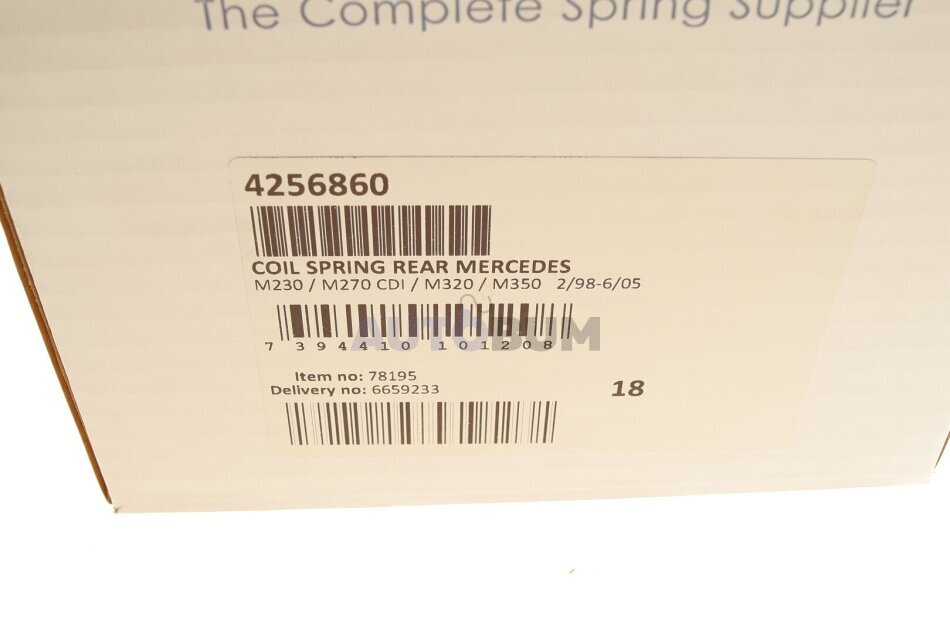 The Complete Spring Supplier
4256860
COIL SPRING REAR MERCEDES
M230 / M270 CDI / M320 / M350 2/98-6/05
AUTOBUM
7 394410 101208
Item no: 78195
Delivery no: 6659233
18